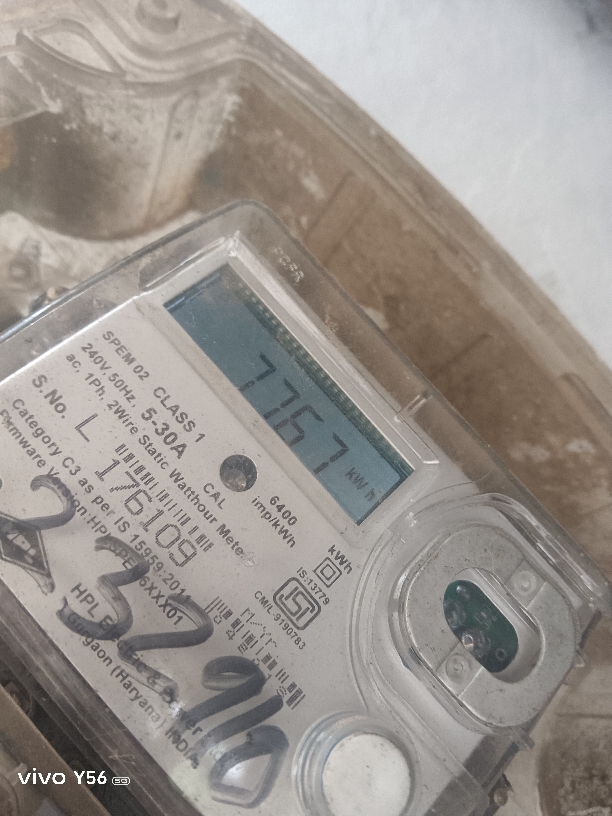 7767 kWh
SPEM 02 CLASS 1
240V, 50Hz, 5-30A
ac, 1Ph, 2Wire Static Watthour Meter
S.No. L 176109
CAL
6400
imp/kWh
kWh
Category C3 as per IS 15959:2011
Firmware Version:
IS:13779
CM/L-9190783
HPL
Gurgaon (Haryana) INDIA
vivo Y56 5G